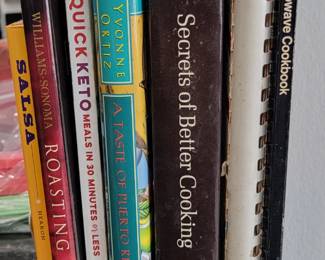 SALSA
HERRON
WILLIAMS-SONOMA
ROASTING
QUICK KETO
MEALS IN 30 MINUTES OR LESS
YVONNE
ORTIZ
A TASTE OF PUERTO R
Secrets of Better Cooking
wave Cookbook